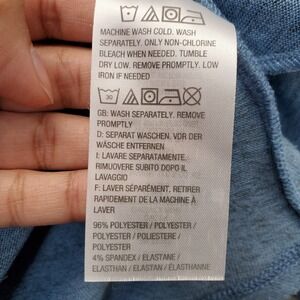 MACHINE WASH COLD. WASH
SEPARATELY. ONLY NON-CHLORINE
BLEACH WHEN NEEDED. TUMBLE
DRY LOW. REMOVE PROMPTLY. LOW
IRON IF NEEDED
30
GB: WASH SEPARATELY. REMOVE
PROMPTLY
D: SEPARAT WASCHEN, VOR DER
WÄSCHE ENTFERNEN
I: LAVARE SEPARATAMENTE.
RIMUOVERE SUBITO DOPO IL
LAVAGGIO
F: LAVER SÉPARÉMENT, RETIRER
RAPIDEMENT DE LA MACHINE À
LAVER
96% POLYESTER / POLYESTER /
POLYESTER / POLIESTERE /
POLYESTER
4% SPANDEX / ELASTANE /
ELASTHAN / ELASTAN / ÉLASTHANNE